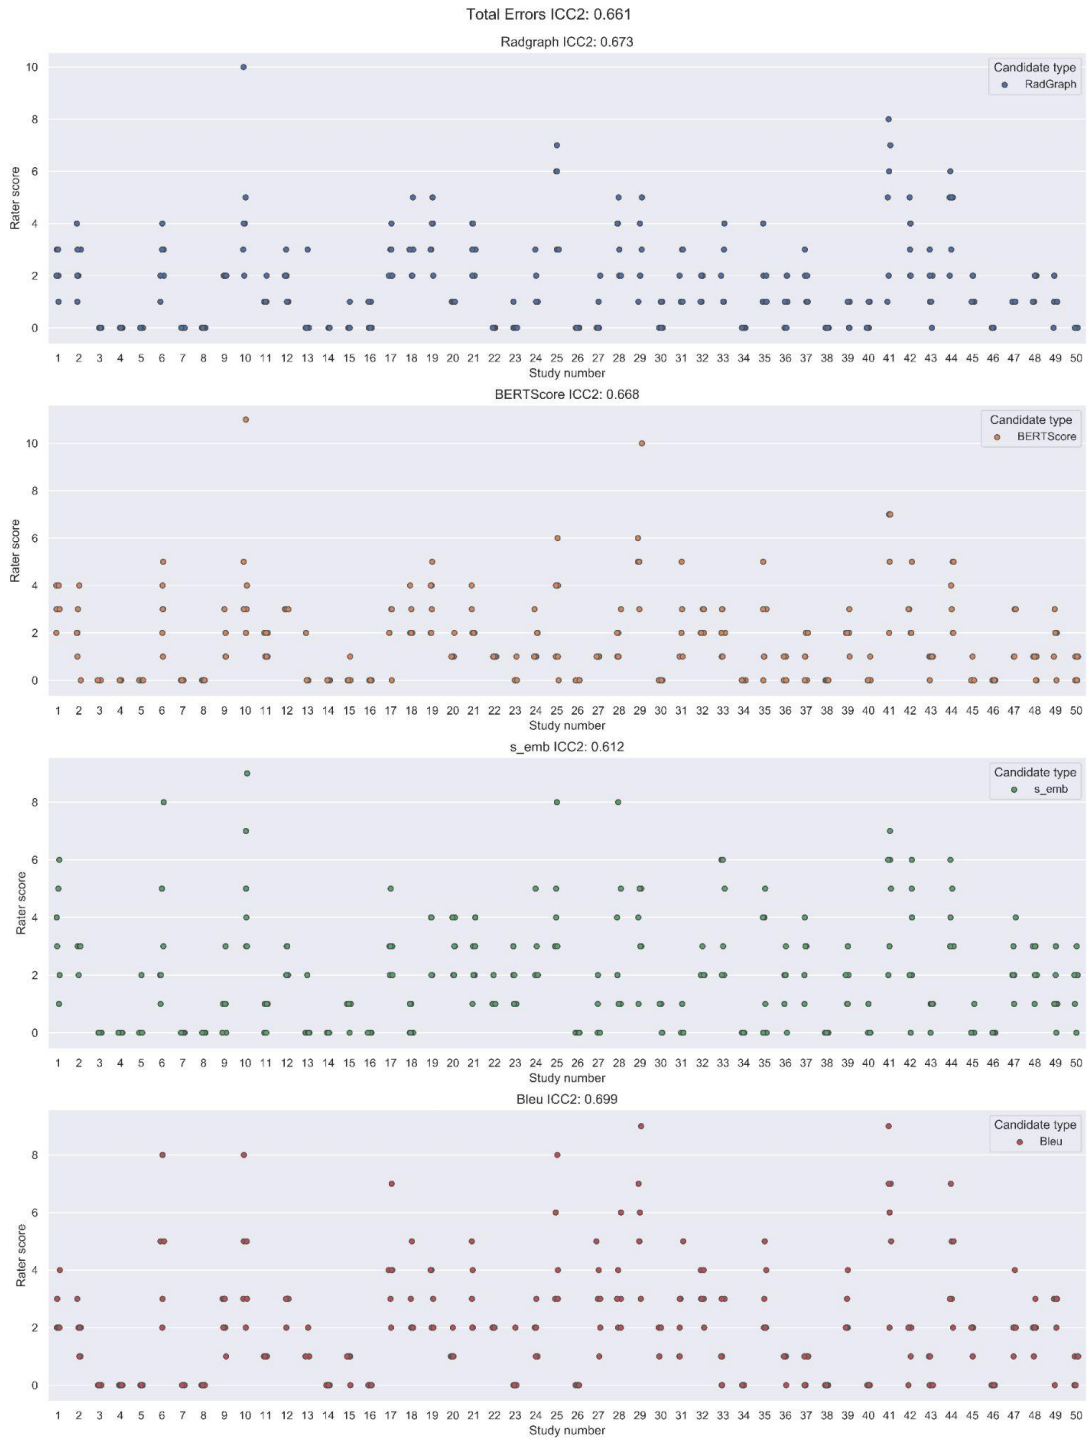 Total Errors ICC2: 0.661
Radgraph ICC2: 0.673
Candidate type
RadGraph
10
8
6
4
2
0
Rater score
1 2 3 4 5 6 7 8 9 10 11 12 13 14 15 16 17 18 19 20 21 22 23 24 25 26 27 28 29 30 31 32 33 34 35 36 37 38 39 40 41 42 43 44 45 46 47 48 49 50
Study number
BERTScore ICC2: 0.668
Candidate type
BERTScore
10
8
6
4
2
0
Rater score
1 2 3 4 5 6 7 8 9 10 11 12 13 14 15 16 17 18 19 20 21 22 23 24 25 26 27 28 29 30 31 32 33 34 35 36 37 38 39 40 41 42 43 44 45 46 47 48 49 50
Study number
s_emb ICC2: 0.612
Candidate type
s_emb
8
6
4
2
0
Rater score
1 2 3 4 5 6 7 8 9 10 11 12 13 14 15 16 17 18 19 20 21 22 23 24 25 26 27 28 29 30 31 32 33 34 35 36 37 38 39 40 41 42 43 44 45 46 47 48 49 50
Study number
Bleu ICC2: 0.699
Candidate type
Bleu
8
6
4
2
0
Rater score
1 2 3 4 5 6 7 8 9 10 11 12 13 14 15 16 17 18 19 20 21 22 23 24 25 26 27 28 29 30 31 32 33 34 35 36 37 38 39 40 41 42 43 44 45 46 47 48 49 50
Study number